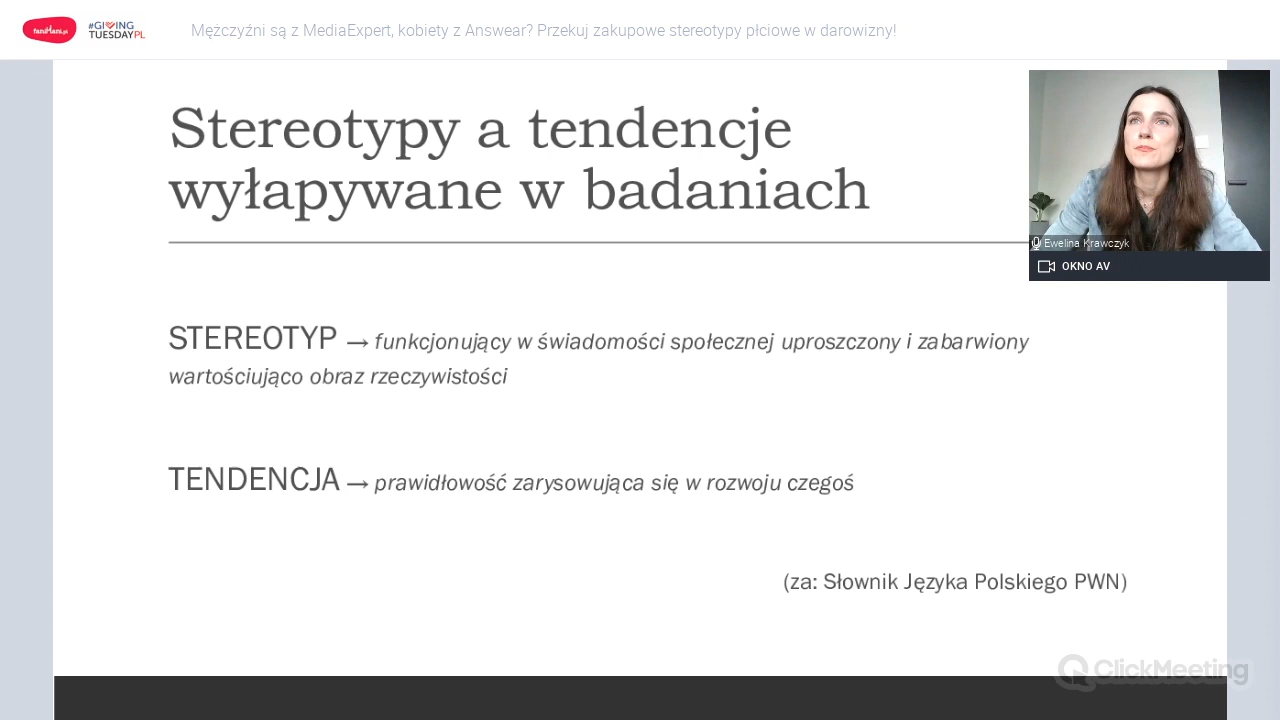 faniMani.pl
#GIVING
TUESDAYPL
Mężczyźni są z MediaExpert, kobiety z Answear? Przekuj zakupowe stereotypy płciowe w darowizny!
Stereotypy a tendencje
wyłapywane w badaniach
Ewelina Krawczyk
OKNO AV
STEREOTYP → funkcjonujący w świadomości społecznej uproszczony i zabarwiony
wartościująco obraz rzeczywistości
TENDENCJA → prawidłowość zarysowująca się w rozwoju czegoś
(za: Słownik Języka Polskiego PWN)
ClickMeeting